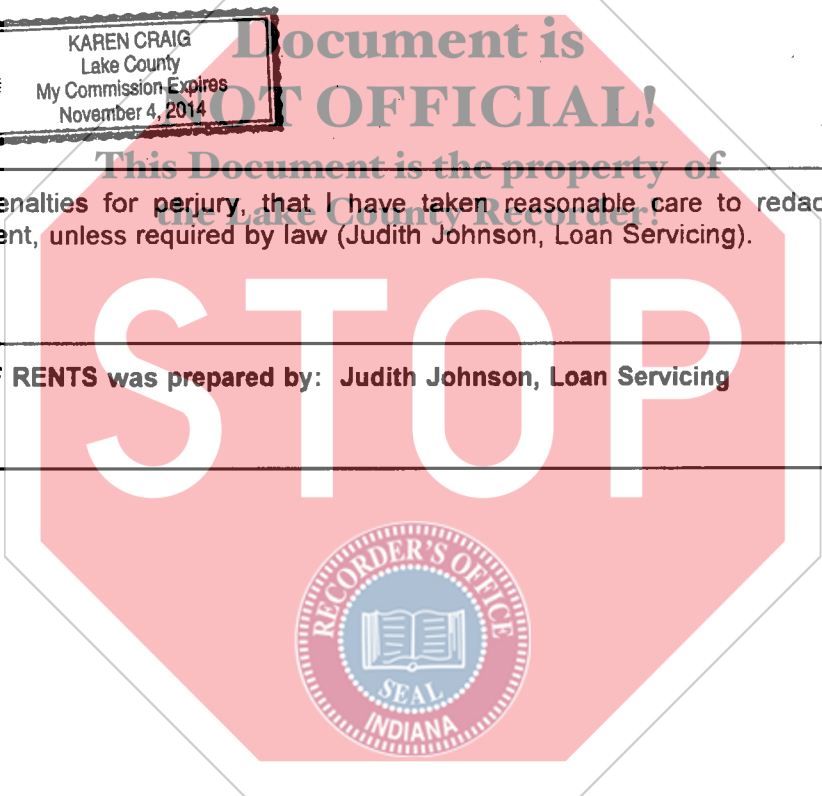 Document is
KAREN CRAIG
Lake County
My Commission Expires
November 4, 2014
NOT OFFICIAL!
This Document is the property of
enalties for perjury, that I have taken reasonable care to redac
the Lake County Recorder!
ent, unless required by law (Judith Johnson, Loan Servicing).
STOP
RENTS was prepared by: Judith Johnson, Loan Servicing
RECORDER'S OFFICE
SEAL
INDIANA